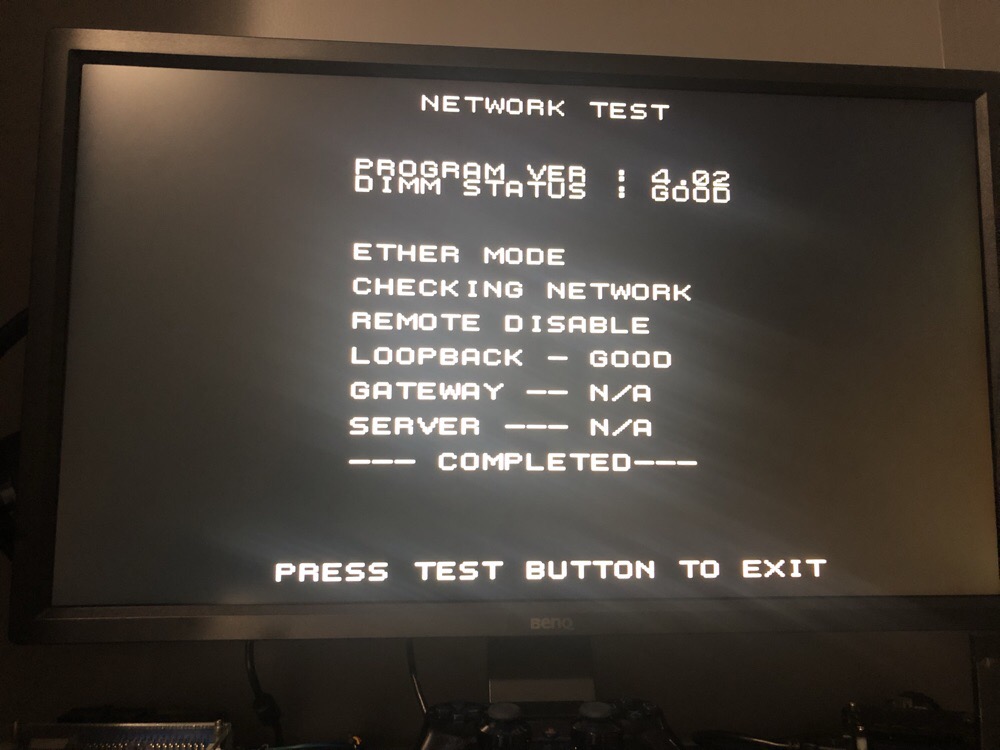 NETWORK TEST
PROGRAM VER : 4.02
DIMM STATUS : GOOD
ETHER MODE
CHECKING NETWORK
REMOTE DISABLE
LOOPBACK - GOOD
GATEWAY -- N/A
SERVER --- N/A
--- COMPLETED---
PRESS TEST BUTTON TO EXIT
BenQ